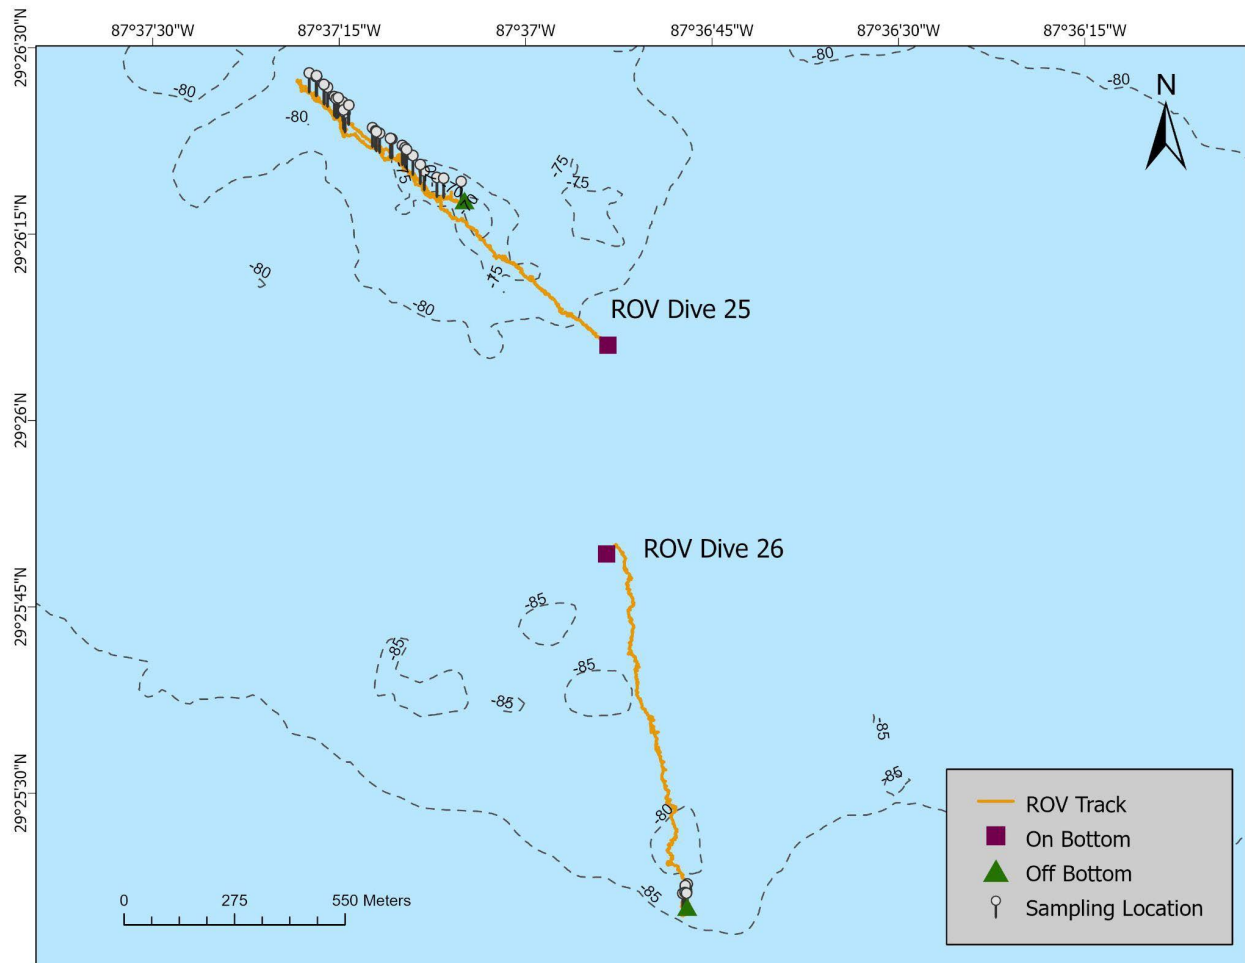 87°37'30"W 87°37'15"W 87°37'W 87°36'45"W 87°36'30"W 87°36'15"W
29°26'30"N
-80
-80
-80
N
-80
-75
-75
-75
-70
-70
29°26'15"N
-80
-75
-80
ROV Dive 25
29°26'N
ROV Dive 26
-85
29°25'45"N
-85
-85
-85
-85
-85
29°25'30"N
-80
-85
ROV Track
On Bottom
Off Bottom
Sampling Location
0 275 550 Meters